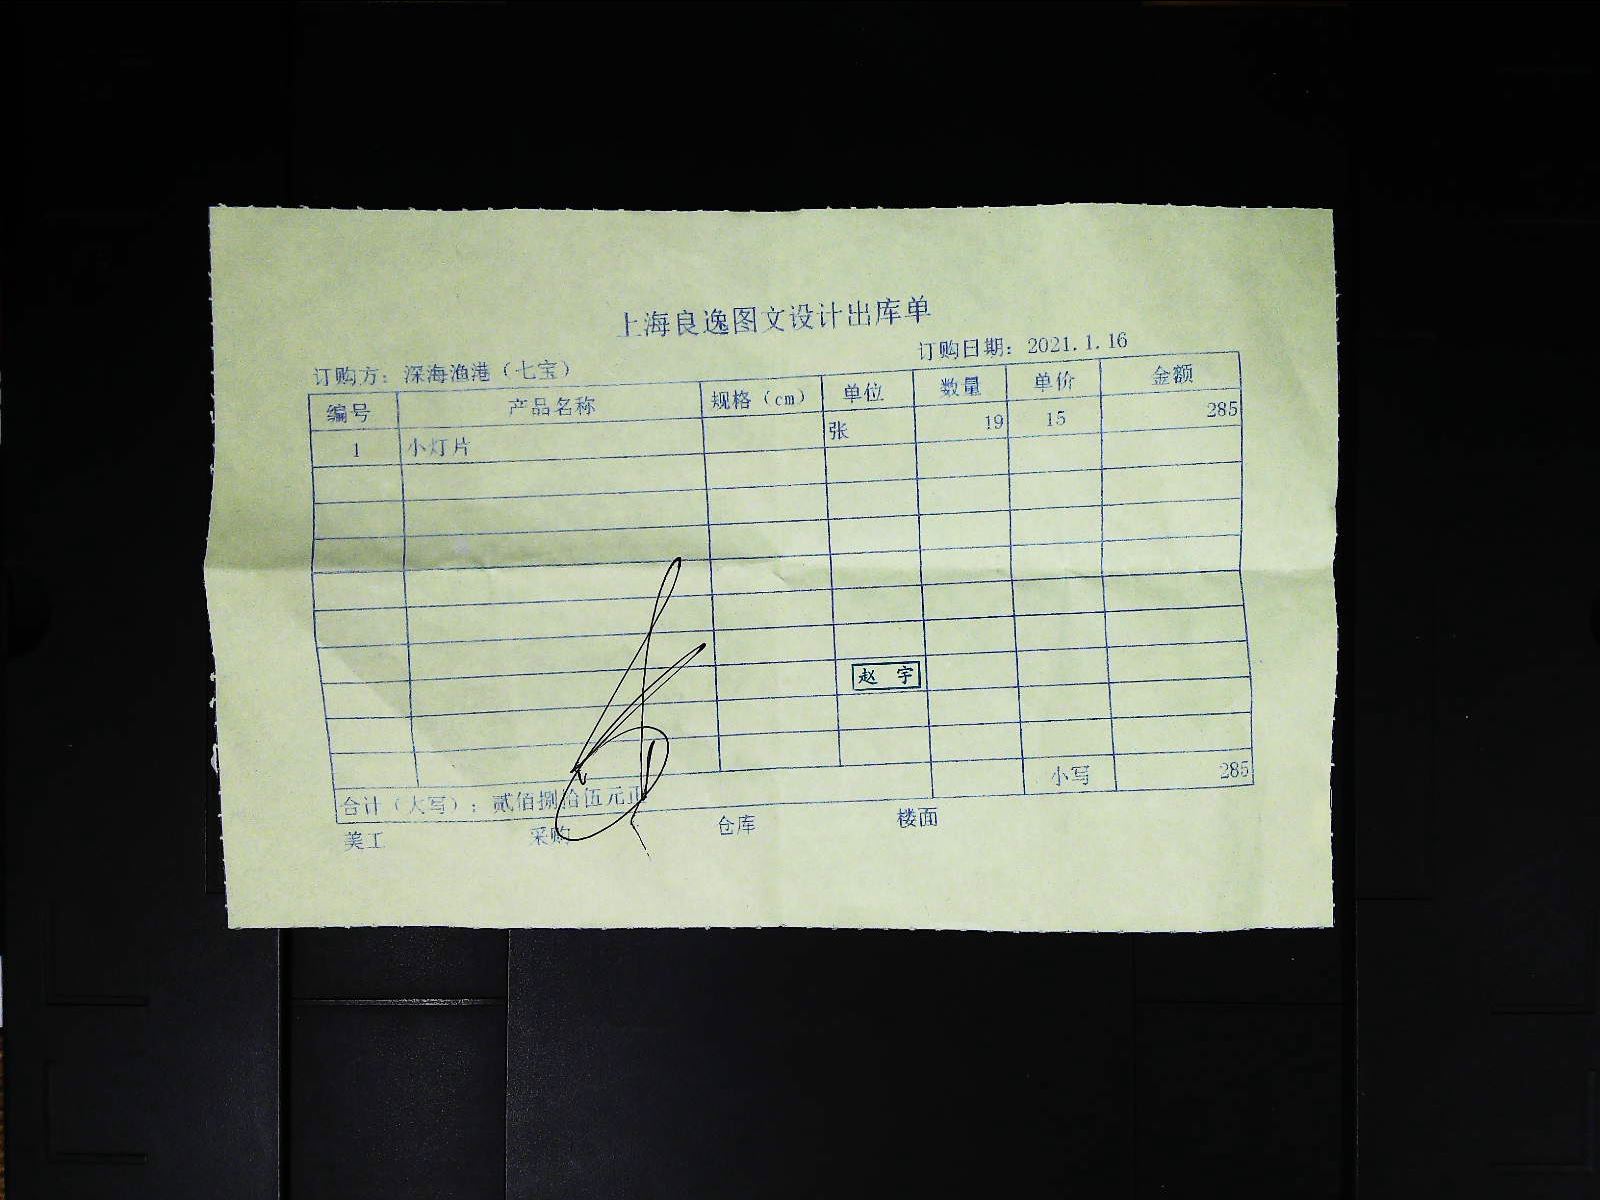 上海良逸图文设计出库单
订购方：深海渔港（七宝） 订购日期：2021.1.16
编号 产品名称 规格（cm） 单位 数量 单价 金额
1 小灯片 张 19 15 285
赵 宇
合计（大写）：贰佰捌拾伍元正 小写 285
美工 采购 仓库 楼面